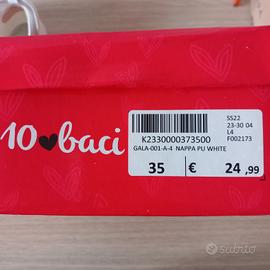 10♥baci
SS22
23-30 04
L4
F002173
K2330000373500
GALA-001-A-4 NAPPA PU WHITE
35 € 24,99
subito